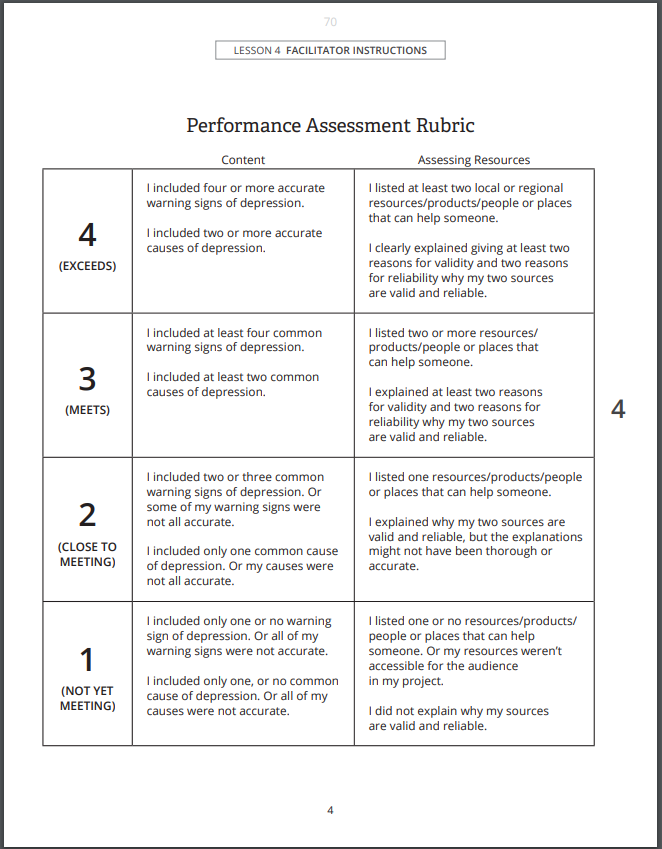 70
LESSON 4 FACILITATOR INSTRUCTIONS
Performance Assessment Rubric
Content
Assessing Resources
4
(EXCEEDS)
I included four or more accurate
warning signs of depression.
I included two or more accurate
causes of depression.
I listed at least two local or regional
resources/products/people or places
that can help someone.
I clearly explained giving at least two
reasons for validity and two reasons
for reliability why my two sources
are valid and reliable.
3
(MEETS)
I included at least four common
warning signs of depression.
I included at least two common
causes of depression.
I listed two or more resources/
products/people or places that
can help someone.
I explained at least two reasons
for validity and two reasons for
reliability why my two sources
are valid and reliable.
4
2
(CLOSE TO
MEETING)
I included two or three common
warning signs of depression. Or
some of my warning signs were
not all accurate.
I included only one common cause
of depression. Or my causes were
not all accurate.
I listed one resources/products/people
or places that can help someone.
I explained why my two sources are
valid and reliable, but the explanations
might not have been thorough or
accurate.
1
(NOT YET
MEETING)
I included only one or no warning
sign of depression. Or all of my
warning signs were not accurate.
I included only one, or no common
cause of depression. Or all of my
causes were not accurate.
I listed one or no resources/products/
people or places that can help
someone. Or my resources weren't
accessible for the audience
in my project.
I did not explain why my sources
are valid and reliable.
4